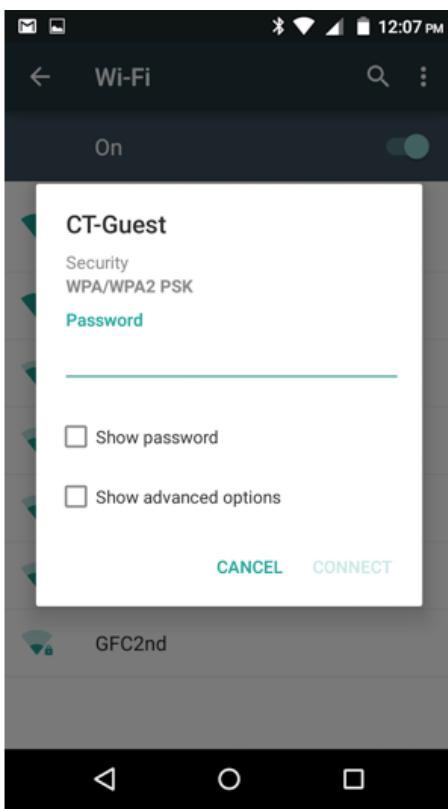 12:07 PM
Wi-Fi
On
CT-Guest
Security
WPA/WPA2 PSK
Password
Show password
Show advanced options
CANCEL CONNECT
GFC2nd